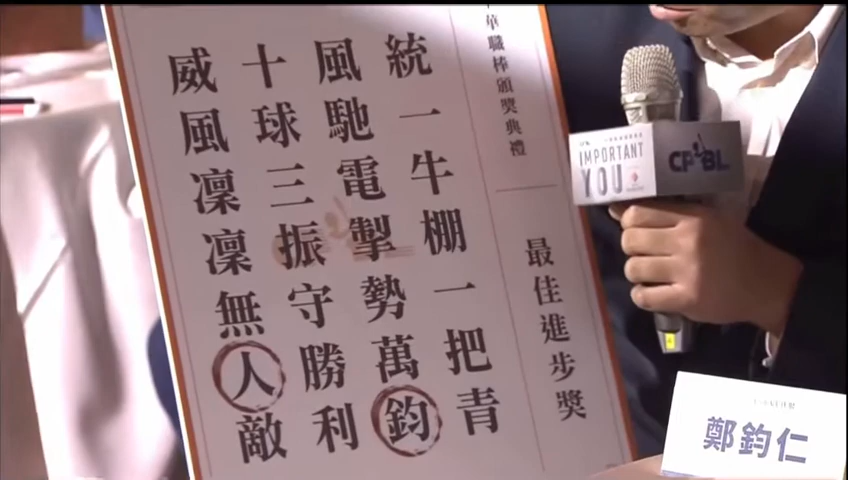 中華職棒頒獎典禮
最佳進步獎
統一牛棚一把青
風馳電掣勢萬鈞
十球三振守勝利
威風凜凜無人敵
IMPORTANT
YOU
CPBL
鄭鈞仁